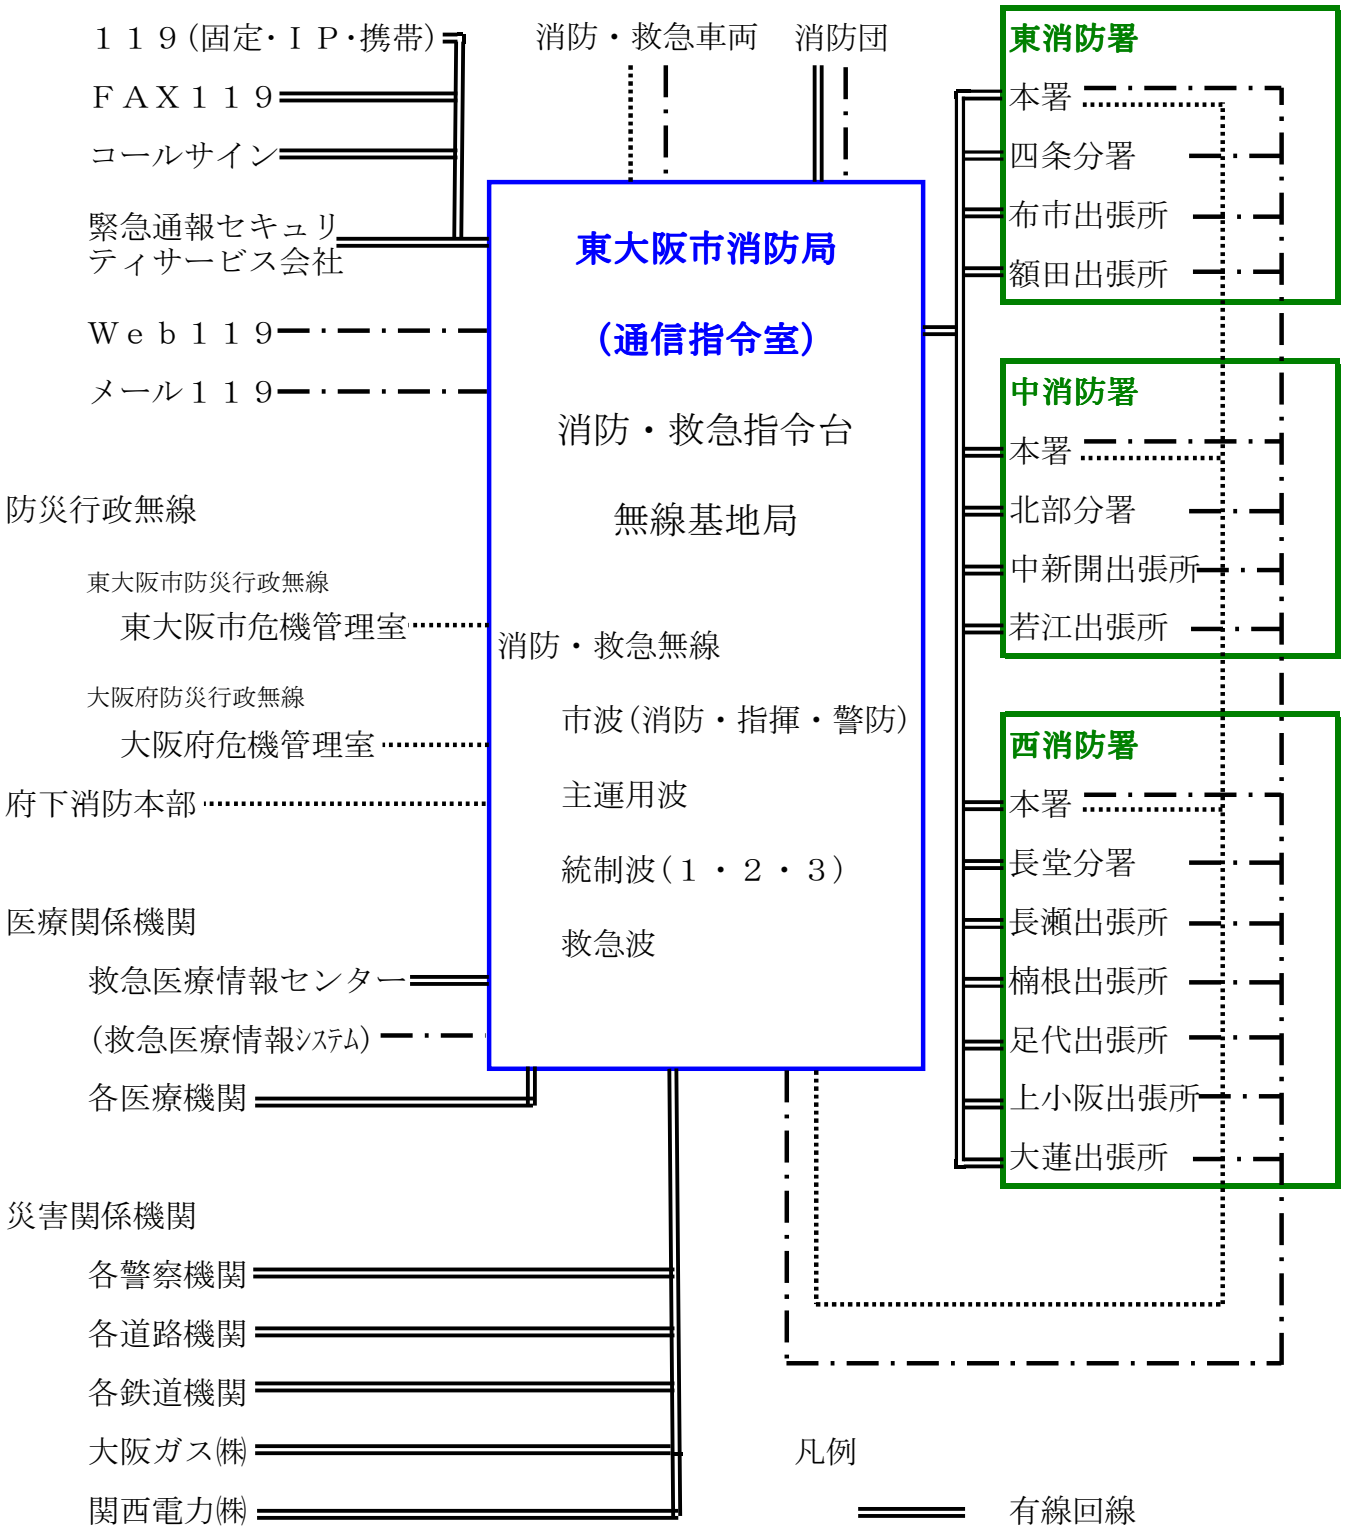 １１９(固定・ＩＰ・携帯)
ＦＡＸ１１９
コールサイン
緊急通報セキュリ
ティサービス会社
Ｗｅｂ１１９
メール１１９
防災行政無線
東大阪市防災行政無線
東大阪市危機管理室
大阪府防災行政無線
大阪府危機管理室
府下消防本部
医療関係機関
救急医療情報センター
(救急医療情報ｼｽﾃﾑ)
各医療機関
災害関係機関
各警察機関
各道路機関
各鉄道機関
大阪ガス㈱
関西電力㈱
消防・救急車両
消防団
東大阪市消防局
(通信指令室)
消防・救急指令台
無線基地局
消防・救急無線
市波(消防・指揮・警防)
主運用波
統制波(１・２・３)
救急波
東消防署
本署
四条分署
布市出張所
額田出張所
中消防署
本署
北部分署
中新開出張所
若江出張所
西消防署
本署
長堂分署
長瀬出張所
楠根出張所
足代出張所
上小阪出張所
大蓮出張所
凡例
有線回線